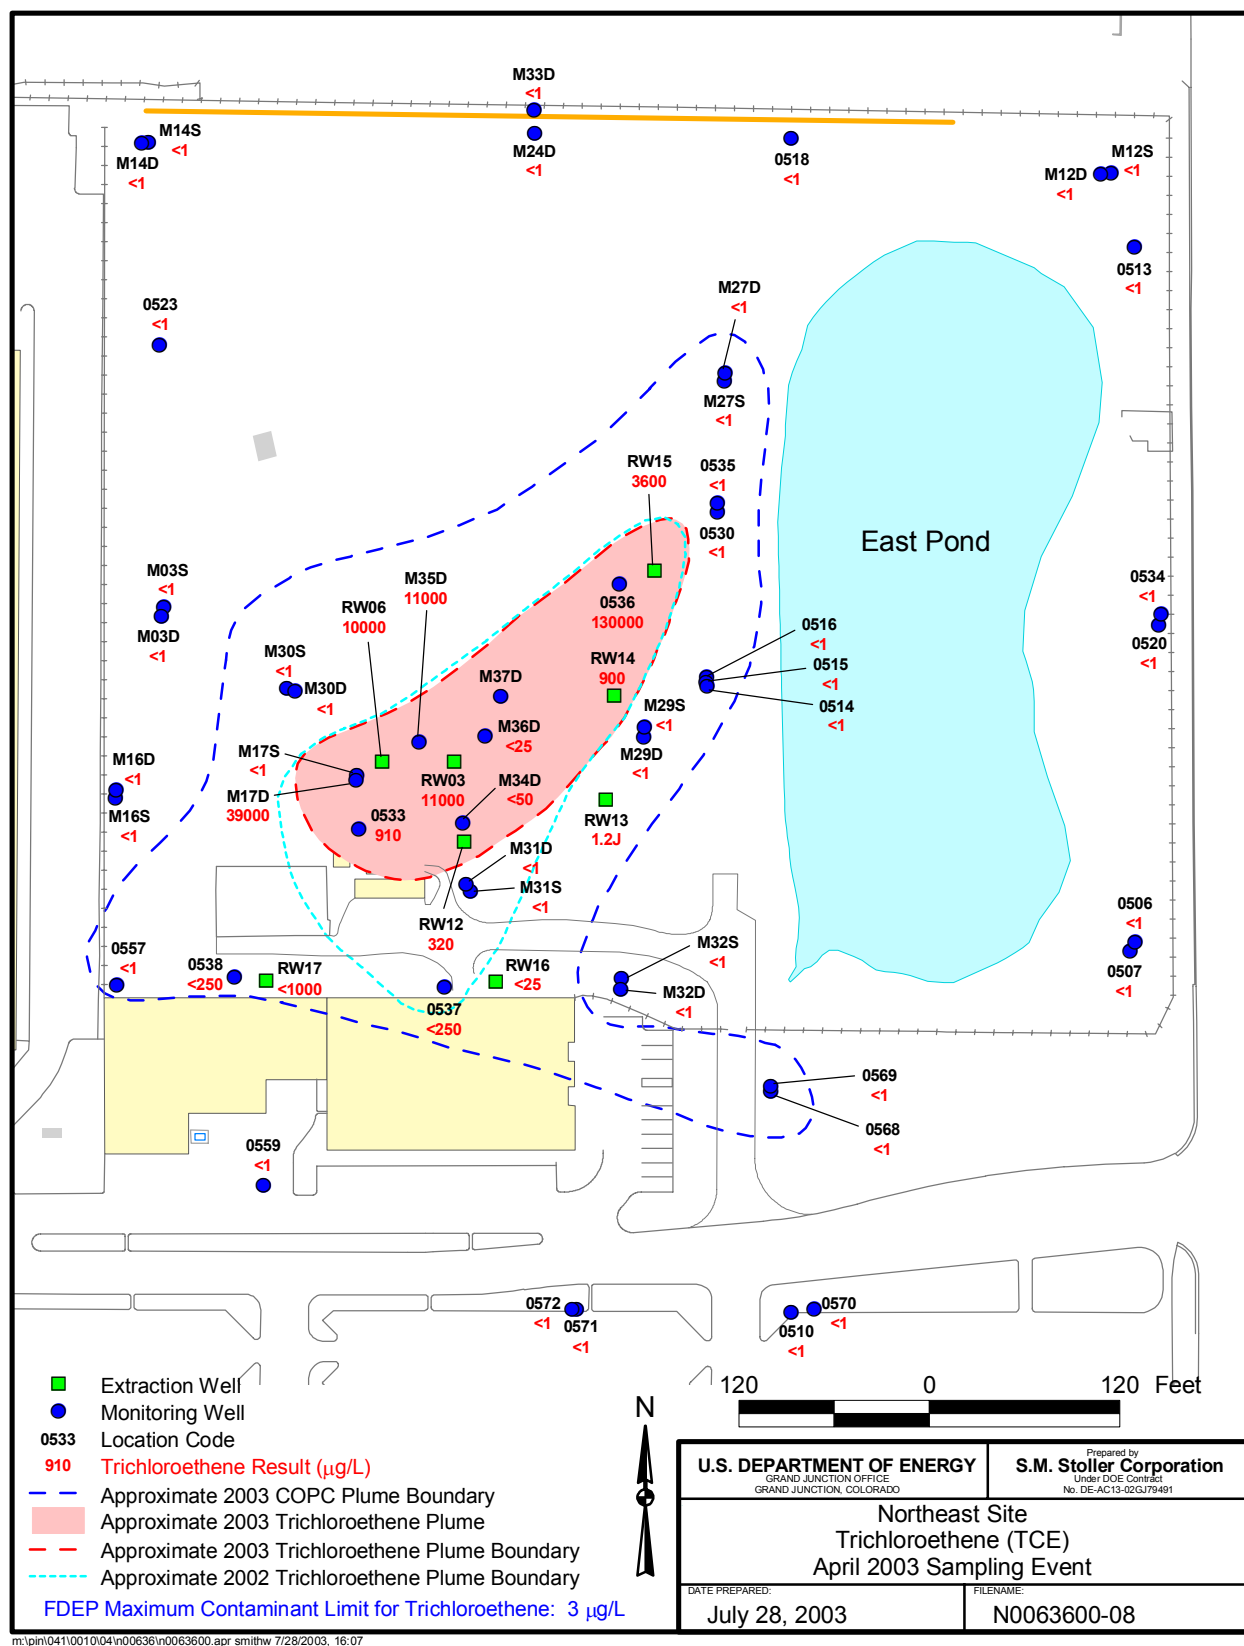 M33D
<1
M14S
<1
M14D
<1
M24D
<1
0518
<1
M12S
<1
M12D
<1
0513
<1
M27D
<1
0523
<1
M27S
<1
RW15
3600
0535
<1
0530
<1
East Pond
M35D
11000
M03S
<1
M03D
<1
RW06
10000
0536
130000
0534
<1
0520
<1
0516
<1
0515
<1
0514
<1
M30S
<1
M30D
<1
M37D
RW14
900
M36D
<25
M29S
<1
M29D
<1
M17S
<1
M17D
39000
M16D
<1
M16S
<1
RW03
11000
M34D
<50
0533
910
RW13
1.2J
M31D
<1
M31S
<1
RW12
320
0506
<1
0507
<1
0557
<1
0538
<250
RW17
<1000
RW16
<25
M32S
<1
M32D
<1
0537
<250
0569
<1
0568
<1
0559
<1
0572
<1
0571
<1
0570
<1
0510
<1
Extraction Well
Monitoring Well
0533 Location Code
910 Trichloroethene Result (µg/L)
Approximate 2003 COPC Plume Boundary
Approximate 2003 Trichloroethene Plume
Approximate 2003 Trichloroethene Plume Boundary
Approximate 2002 Trichloroethene Plume Boundary
FDEP Maximum Contaminant Limit for Trichloroethene: 3 µg/L
N
120 0 120 Feet
U.S. DEPARTMENT OF ENERGY
GRAND JUNCTION OFFICE
GRAND JUNCTION, COLORADO
Prepared by
S.M. Stoller Corporation
Under DOE Contract
No. DE-AC13-02GJ79491
Northeast Site
Trichloroethene (TCE)
April 2003 Sampling Event
DATE PREPARED:
July 28, 2003
FILENAME:
N0063600-08
m:\pin\041\0010\04\n00636\n0063600.apr smithw 7/28/2003, 16:07